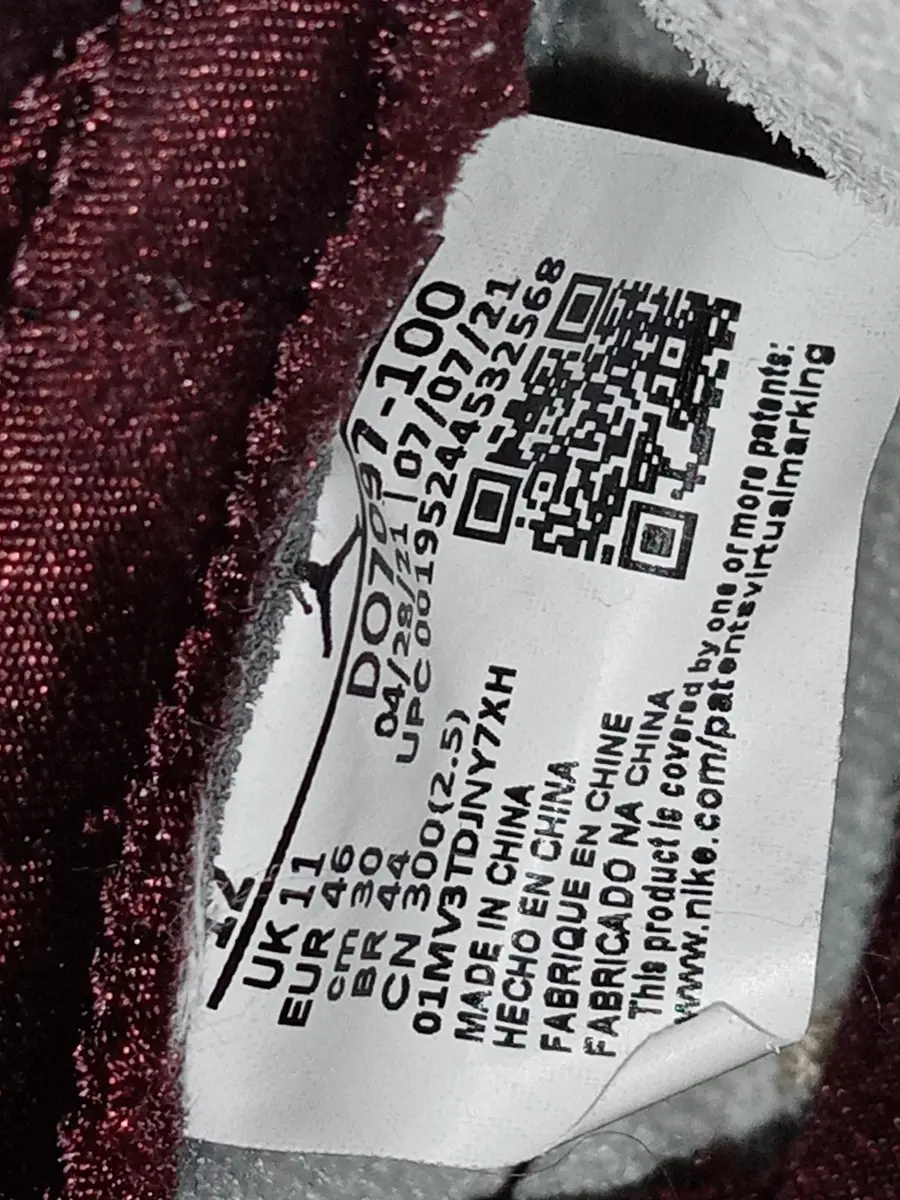 12
UK 11
EUR 46
cm 30
BR 44
CN 300(2.5)
01MV3TDJNY7XH
DO7097-100
04/28/21 | 07/07/21
UPC 00195244532568
MADE IN CHINA
HECHO EN CHINA
FABRIQUE EN CHINE
FABRICADO NA CHINA
This product is covered by one or more patents:
www.nike.com/patentsvirtualmarking